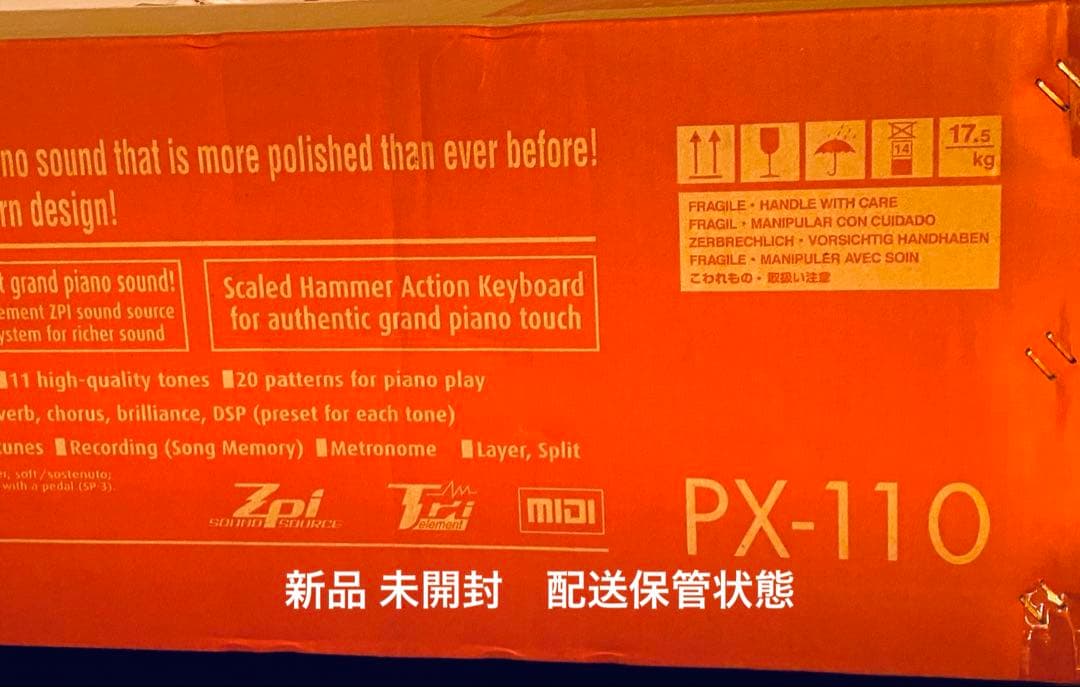 no sound that is more polished than ever before!
rn design!
t grand piano sound!
ement ZPI sound source
ystem for richer sound
Scaled Hammer Action Keyboard
for authentic grand piano touch
11 high-quality tones ■20 patterns for piano play
verb, chorus, brilliance, DSP (preset for each tone)
tunes ■Recording (Song Memory) ■Metronome ■Layer, Split
er, soft/sostenuto;
with a pedal (SP-3).
Zpi
SOUND SOURCE
Tri
element
MIDI
14
17.5
kg
FRAGILE・HANDLE WITH CARE
FRAGIL・MANIPULAR CON CUIDADO
ZERBRECHLICH・VORSICHTIG HANDHABEN
FRAGILE・MANIPULER AVEC SOIN
こわれもの・取扱い注意
PX-110
新品 未開封 配送保管状態